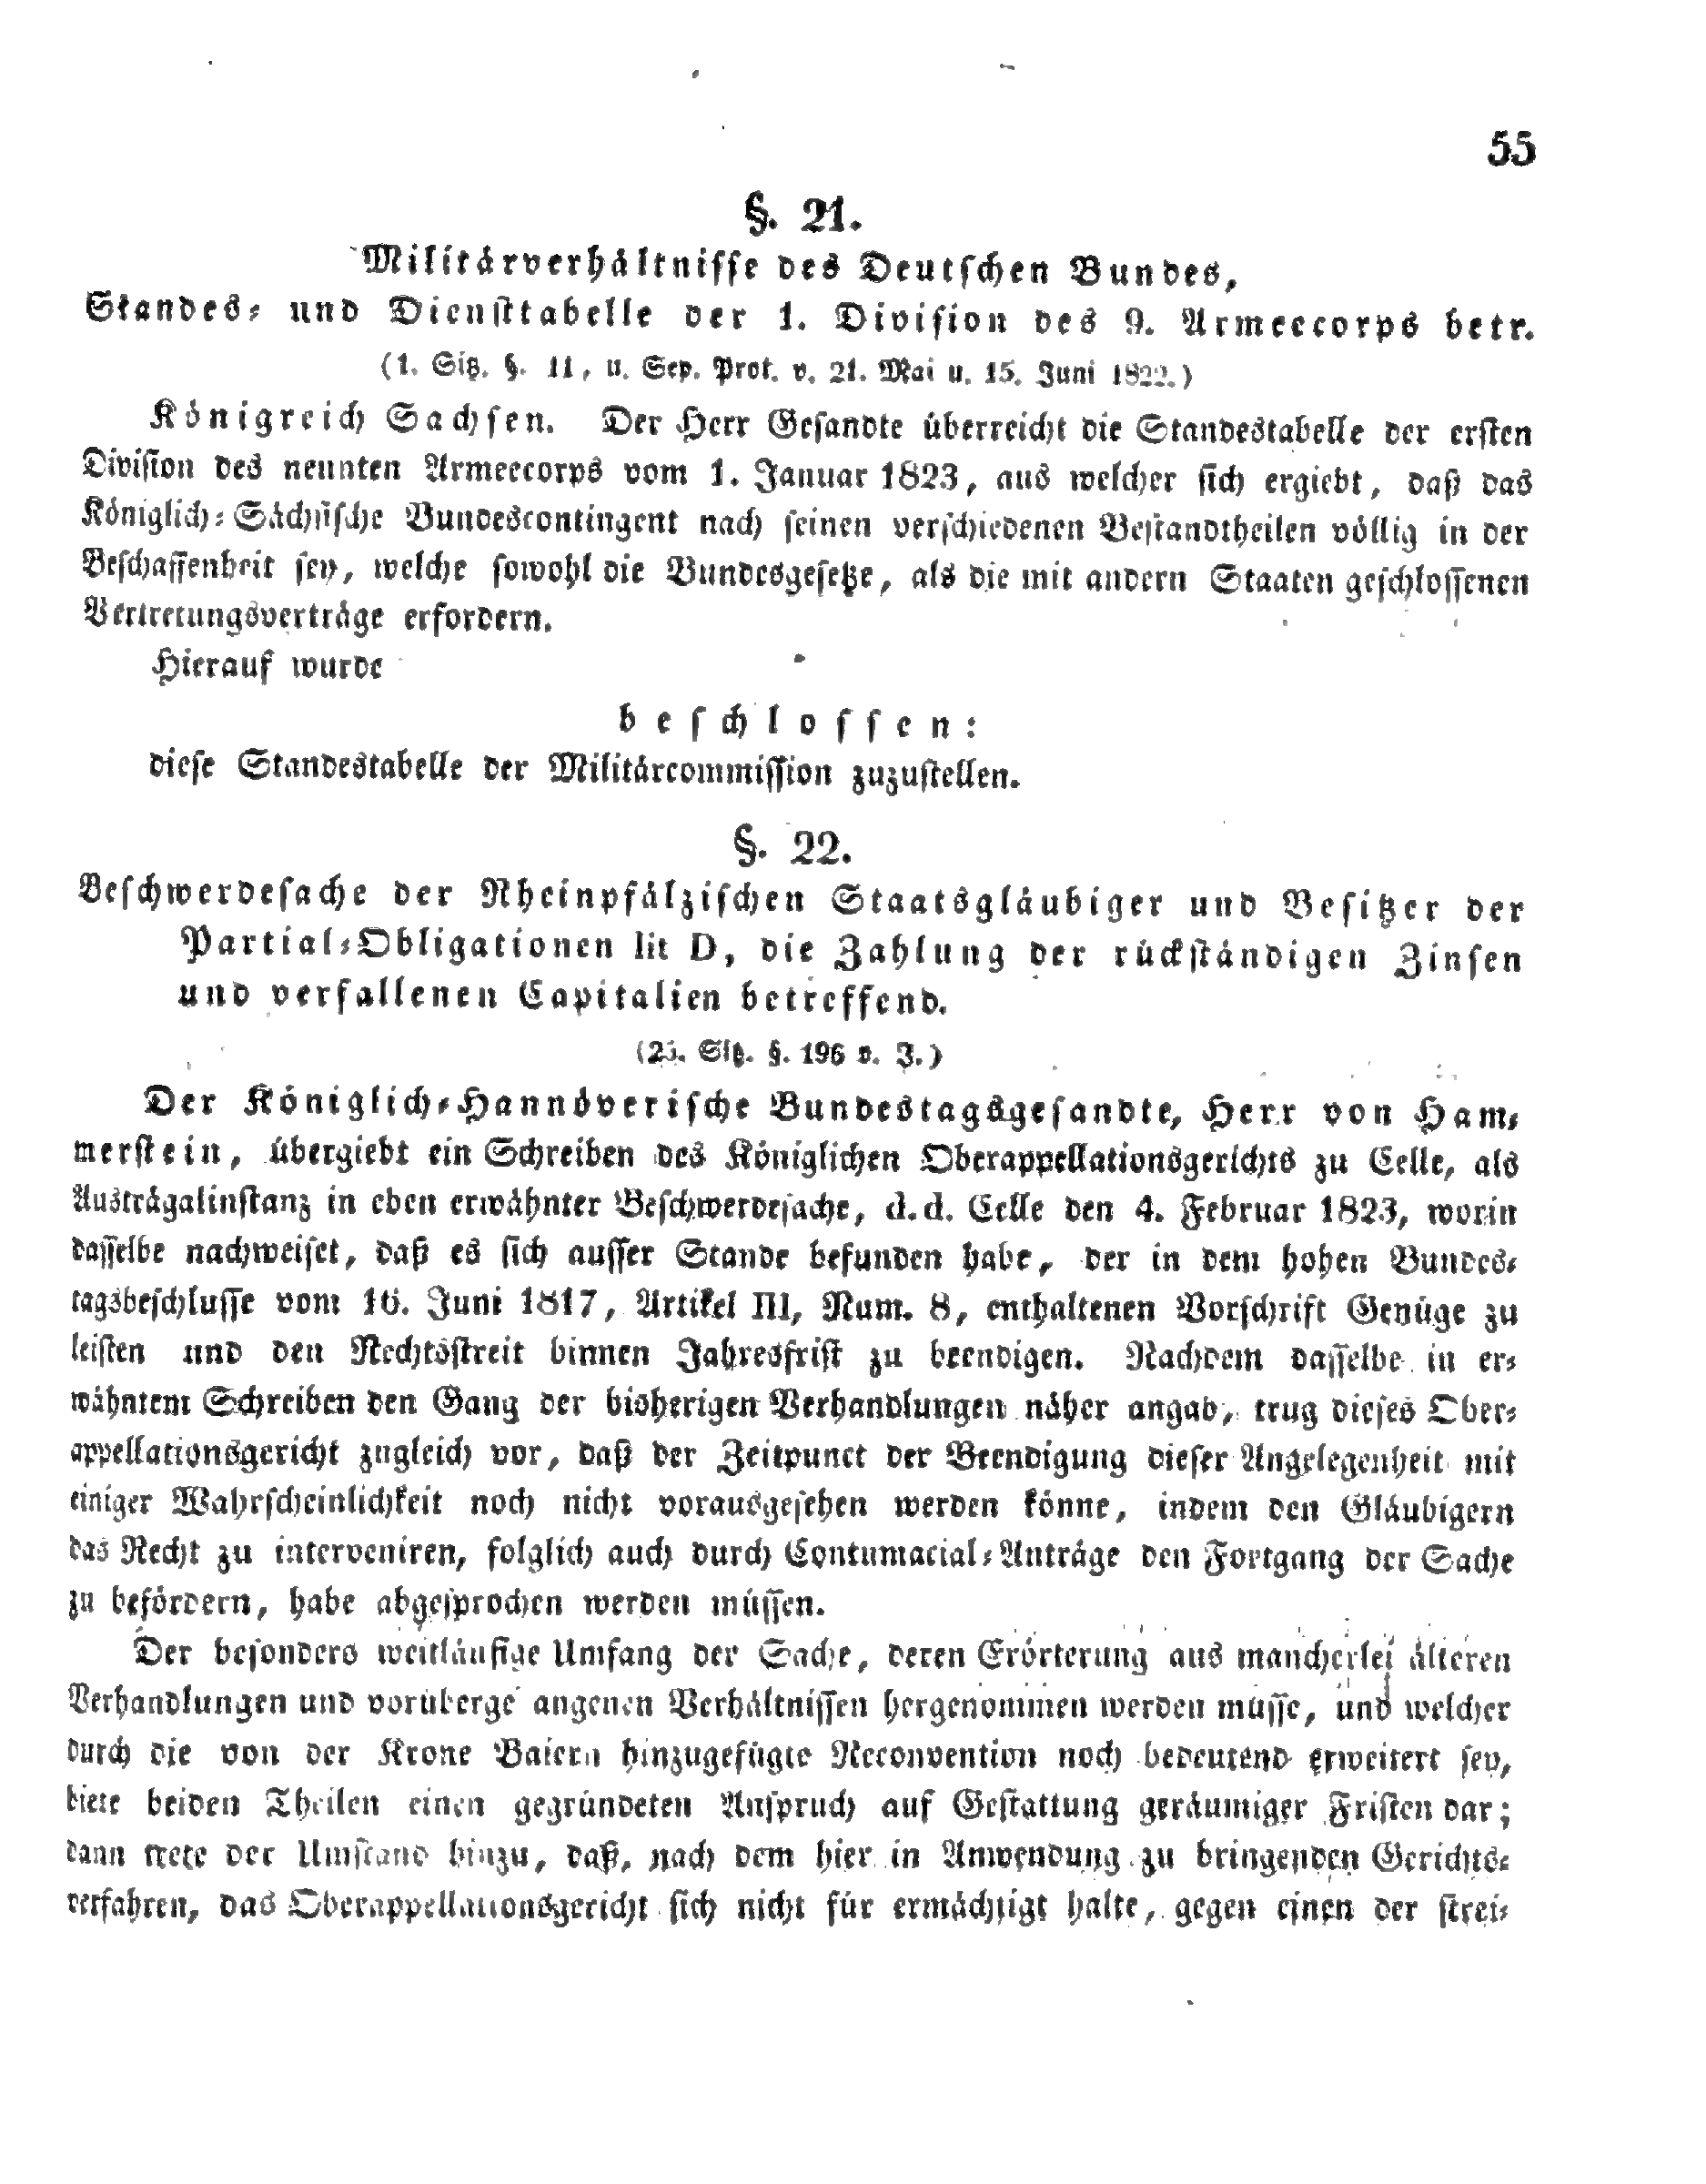 55
§. 21.
Militärverhältnisse des Deutschen Bundes,
Standes- und Diensttabelle der 1. Division des 9. Armeecorps betr.
(1. Sitz. §. 11, u. Sep. Prot. v. 21. Mai u. 15. Juni 1822.)
Königreich Sachsen. Der Herr Gesandte überreicht die Standestabelle der ersten
Division des neunten Armeecorps vom 1. Januar 1823, aus welcher sich ergiebt, daß das
Königlich-Sächsische Bundescontingent nach seinen verschiedenen Bestandtheilen völlig in der
Beschaffenheit sey, welche sowohl die Bundesgesetze, als die mit andern Staaten geschlossenen
Vertretungsverträge erfordern.
Hierauf wurde
beschlossen:
diese Standestabelle der Militärcommission zuzustellen.
§. 22.
Beschwerdesache der Rheinpfälzischen Staatsgläubiger und Besitzer der
Partial-Obligationen lit D, die Zahlung der rückständigen Zinsen
und verfallenen Capitalien betreffend.
(25. Sitz. §. 196 v. J.)
Der Königlich-Hannöverische Bundestagsgesandte, Herr von Ham-
merstein, übergiebt ein Schreiben des Königlichen Oberappellationsgerichts zu Celle, als
Austrägalinstanz in eben erwähnter Beschwerdesache, d. d. Celle den 4. Februar 1823, worin
dasselbe nachweiset, daß es sich ausser Stande befunden habe, der in dem hohen Bundes-
tagsbeschlusse vom 16. Juni 1817, Artikel III, Num. 8, enthaltenen Vorschrift Genüge zu
leisten und den Rechtsstreit binnen Jahresfrist zu beendigen. Nachdem dasselbe in er-
wähntem Schreiben den Gang der bisherigen Verhandlungen näher angab, trug dieses Ober-
appellationsgericht zugleich vor, daß der Zeitpunct der Beendigung dieser Angelegenheit mit
einiger Wahrscheinlichkeit noch nicht vorausgesehen werden könne, indem den Gläubigern
das Recht zu interveniren, folglich auch durch Contumacial-Anträge den Fortgang der Sache
zu befördern, habe abgesprochen werden müssen.
Der besonders weitläufige Umfang der Sache, deren Erörterung aus mancherlei älteren
Verhandlungen und vorübergegangenen Verhältnissen hergenommen werden müsse, und welcher
durch die von der Krone Baiern hinzugefügte Reconvention noch bedeutend erweitert sey,
biete beiden Theilen einen gegründeten Anspruch auf Gestattung geräumiger Fristen dar;
dann trete der Umstand hinzu, daß, nach dem hier in Anwendung zu bringenden Gerichts-
verfahren, das Oberappellationsgericht sich nicht für ermächtigt halte, gegen einen der strei-